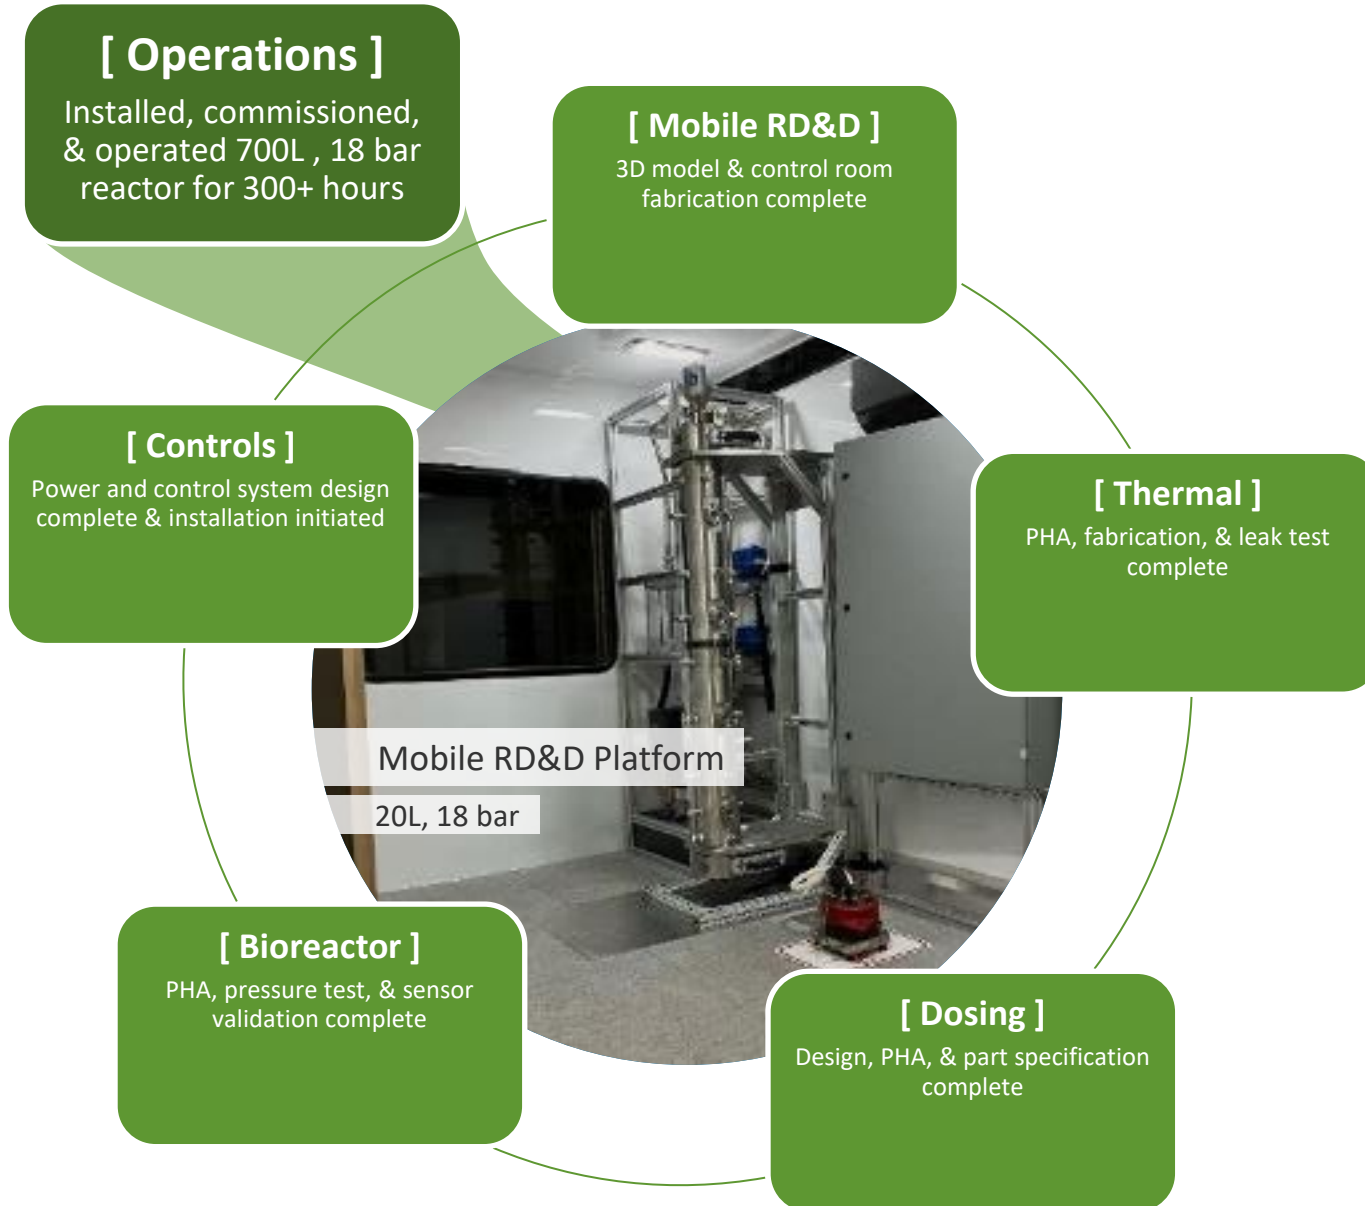 [ Operations ]
Installed, commissioned,
& operated 700L , 18 bar
reactor for 300+ hours
[ Mobile RD&D ]
3D model & control room
fabrication complete
[ Controls ]
Power and control system design
complete & installation initiated
[ Thermal ]
PHA, fabrication, & leak test
complete
Mobile RD&D Platform
20L, 18 bar
[ Bioreactor ]
PHA, pressure test, & sensor
validation complete
[ Dosing ]
Design, PHA, & part specification
complete